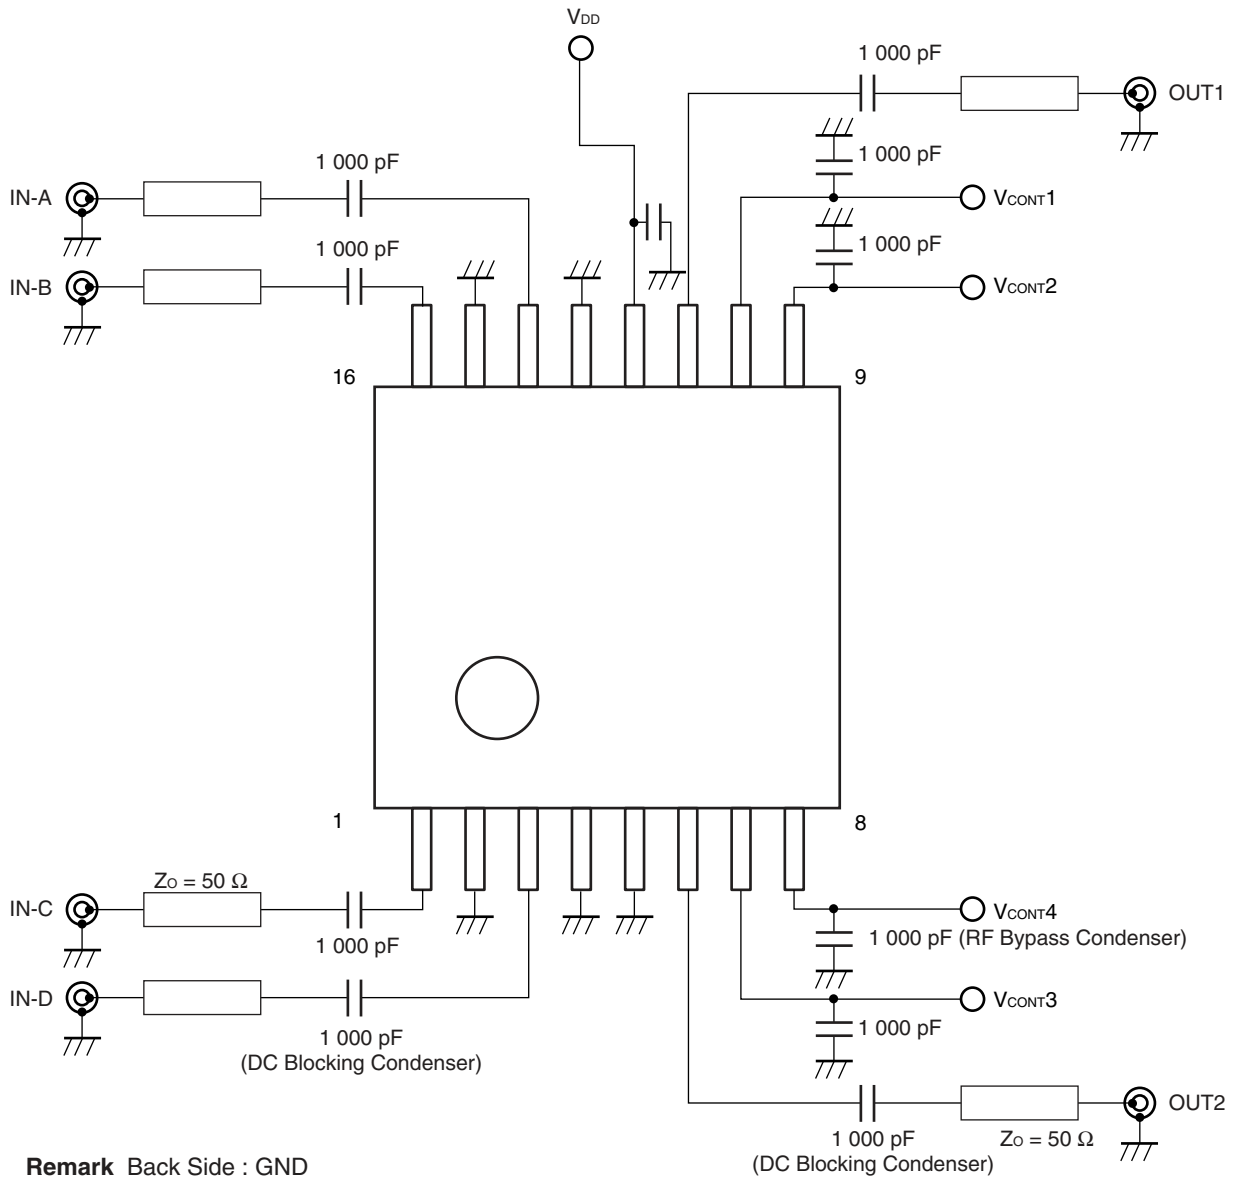 VDD
1 000 pF
OUT1
1 000 pF
1 000 pF
IN-A
VCONT1
1 000 pF
1 000 pF
IN-B
VCONT2
16
9
1
8
ZO = 50 Ω
IN-C
1 000 pF
VCONT4
1 000 pF (RF Bypass Condenser)
IN-D
VCONT3
1 000 pF
1 000 pF
(DC Blocking Condenser)
OUT2
1 000 pF
ZO = 50 Ω
(DC Blocking Condenser)
Remark Back Side : GND